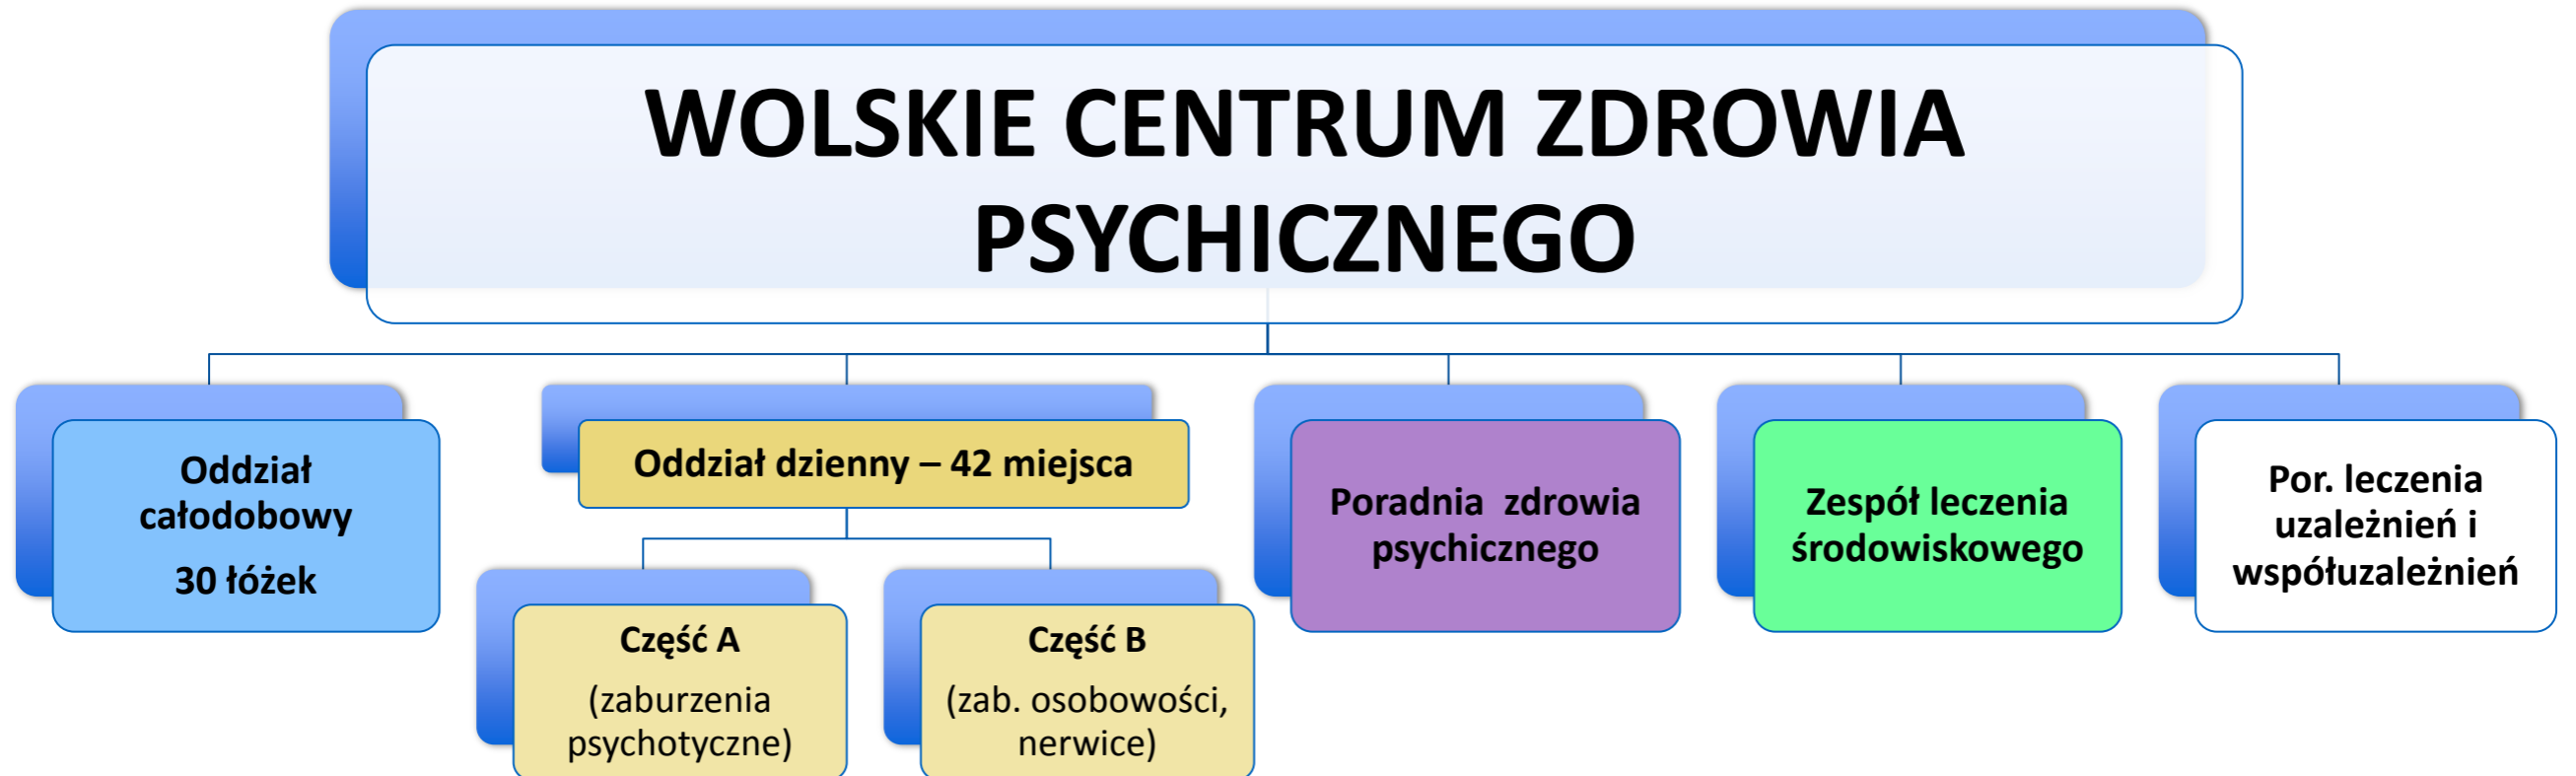 WOLSKIE CENTRUM ZDROWIA
PSYCHICZNEGO
Oddział
całodobowy
30 łóżek
Oddział dzienny – 42 miejsca
Część A
(zaburzenia
psychotyczne)
Część B
(zab. osobowości,
nerwice)
Poradnia zdrowia
psychicznego
Zespół leczenia
środowiskowego
Por. leczenia
uzależnień i
współuzależnień